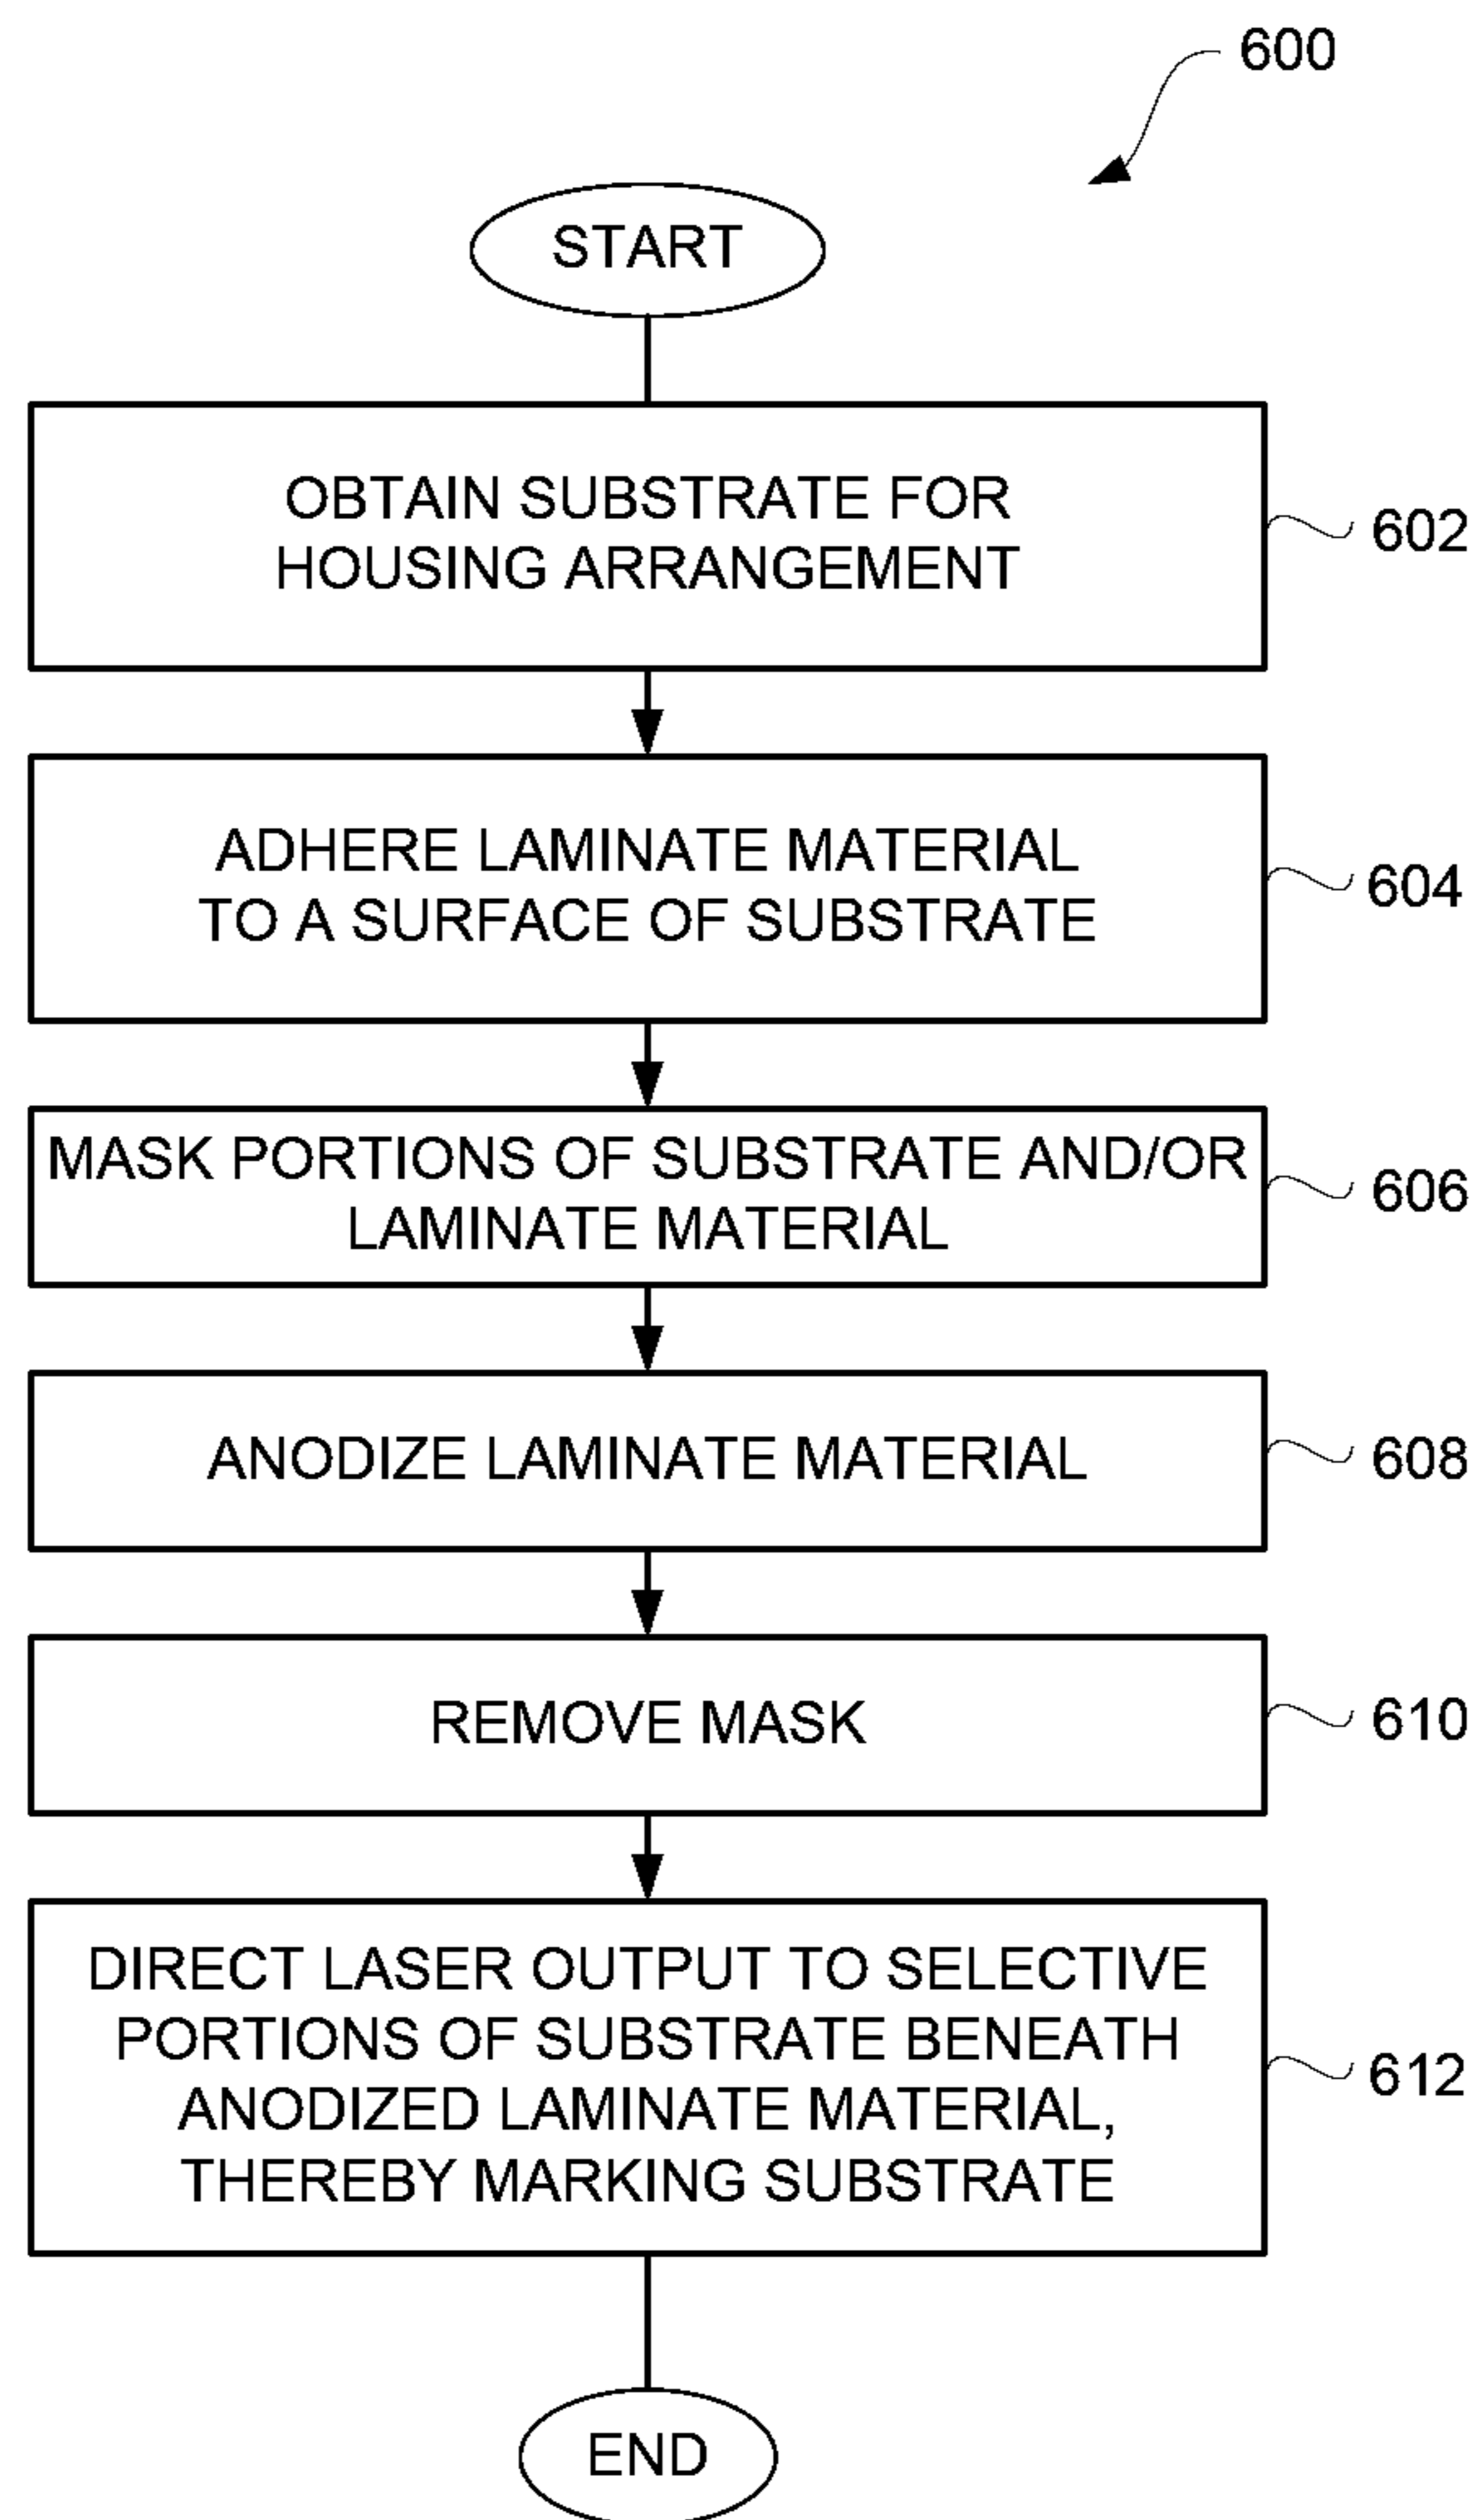 600
START
OBTAIN SUBSTRATE FOR
HOUSING ARRANGEMENT
602
ADHERE LAMINATE MATERIAL
TO A SURFACE OF SUBSTRATE
604
MASK PORTIONS OF SUBSTRATE AND/OR
LAMINATE MATERIAL
606
ANODIZE LAMINATE MATERIAL
608
REMOVE MASK
610
DIRECT LASER OUTPUT TO SELECTIVE
PORTIONS OF SUBSTRATE BENEATH
ANODIZED LAMINATE MATERIAL,
THEREBY MARKING SUBSTRATE
612
END